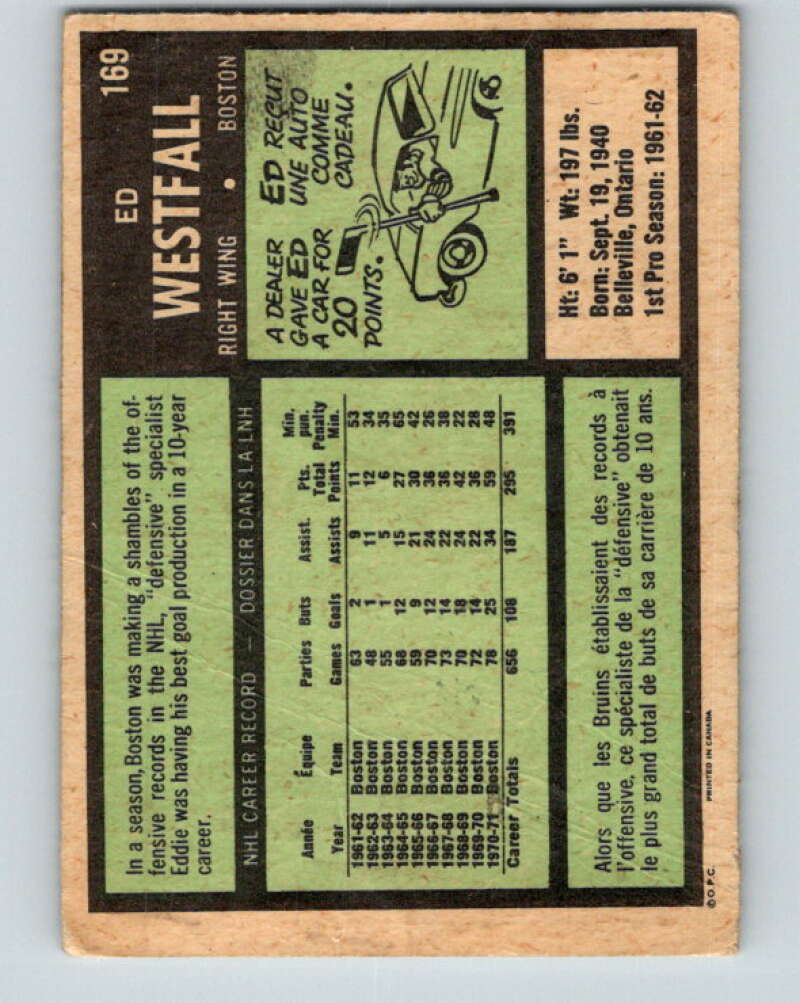 169
ED
WESTFALL
RIGHT WING • BOSTON
A DEALER
GAVE ED
A CAR FOR
20
POINTS.
ED REÇUT
UNE AUTO
COMME
CADEAU.
Ht: 6' 1" Wt: 197 lbs.
Born: Sept. 19, 1940
Belleville, Ontario
1st Pro Season: 1961-62
In a season, Boston was making a shambles of the of-
fensive records in the NHL, "defensive" specialist
Eddie was having his best goal production in a 10-year
career.
NHL CAREER RECORD — DOSSIER DANS LA LNH
Année Équipe Parties Buts Assist. Pts. Total Min. pun.
Year Team Games Goals Assists Points Penalty Min.
1961-62 Boston 63 2 9 11 53
1962-63 Boston 48 1 11 12 34
1963-64 Boston 55 1 5 6 35
1964-65 Boston 68 12 15 27 65
1965-66 Boston 59 9 21 30 42
1966-67 Boston 70 12 24 36 26
1967-68 Boston 73 14 22 36 38
1968-69 Boston 70 18 24 42 22
1969-70 Boston 72 14 22 36 28
1970-71 Boston 78 25 34 59 48
Career Totals 656 108 187 295 391
Alors que les Bruins établissaient des records à
l'offensive, ce spécialiste de la "défensive" obtenait
le plus grand total de buts de sa carrière de 10 ans.
© O.P.C. PRINTED IN CANADA